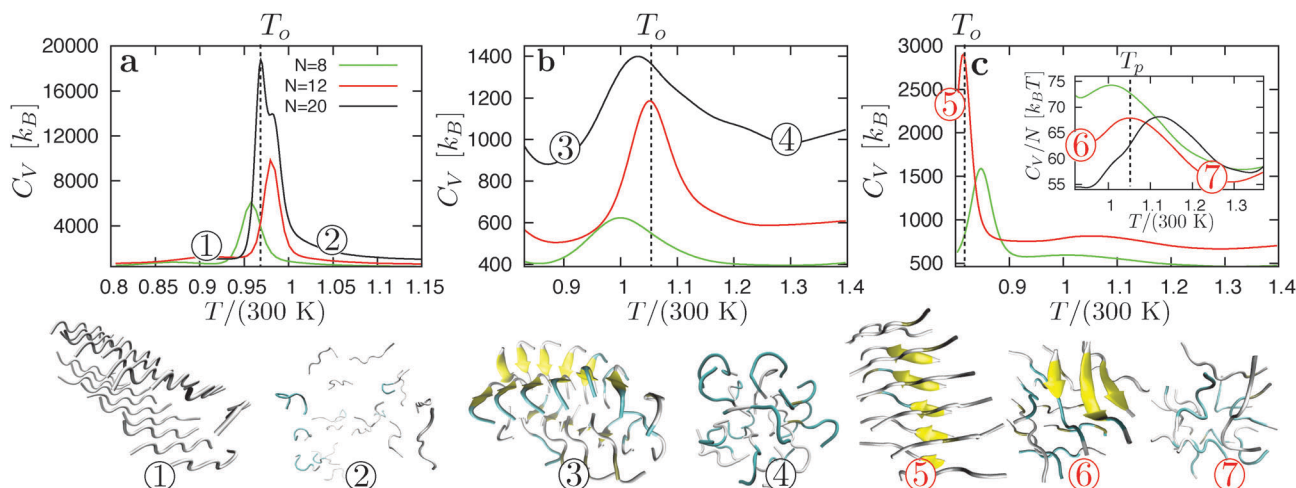 T_o
T_o
T_o
20000
16000
12000
8000
4000
C_V [k_B]
a
N=8
N=12
N=20
1
2
0.8 0.85 0.9 0.95 1 1.05 1.1 1.15
T/(300 K)
1400
1200
1000
800
600
400
C_V [k_B]
b
3
4
0.9 1 1.1 1.2 1.3 1.4
T/(300 K)
3000
2500
2000
1500
1000
500
C_V [k_B]
c
5
T_p
75
70
65
60
55
C_V/N [k_BT]
6
7
1 1.1 1.2 1.3
T/(300 K)
0.9 1 1.1 1.2 1.3 1.4
T/(300 K)
1
2
3
4
5
6
7